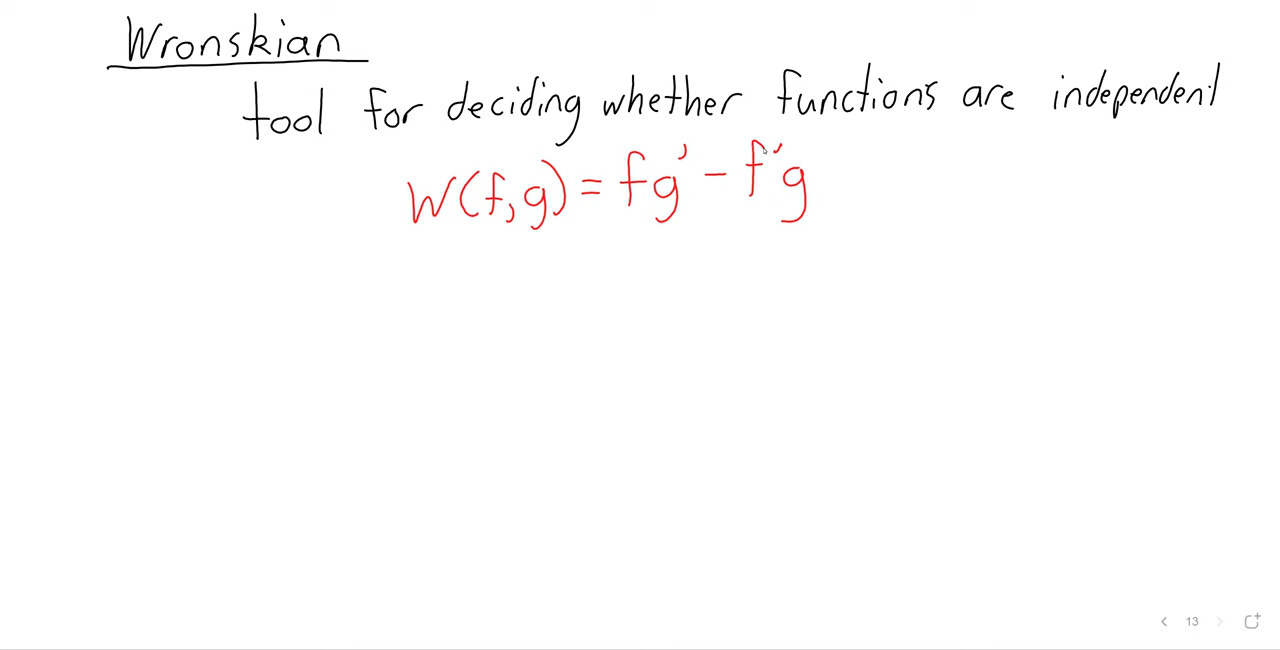 Wronskian
tool for deciding whether functions are independent
W(f,g) = fg' - f'g
13